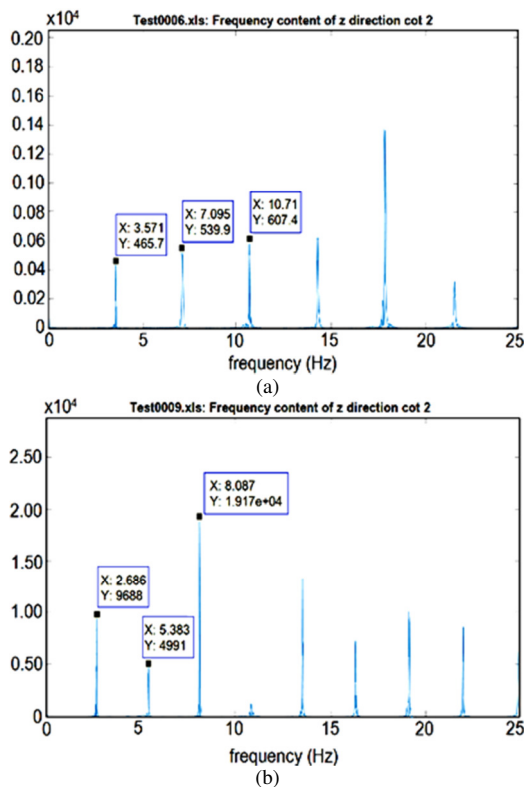 Test0006.xls: Frequency content of z direction cot 2
x10⁴
0.20
0.18
0.16
0.14
0.12
0.10
0.08
0.06
0.04
0.02
0
X: 3.571
Y: 465.7
X: 7.095
Y: 539.9
X: 10.71
Y: 607.4
0 5 10 15 20 25
frequency (Hz)
(a)
Test0009.xls: Frequency content of z direction cot 2
x10⁴
2.50
2.00
1.00
0.50
0
X: 2.686
Y: 9688
X: 5.383
Y: 4991
X: 8.087
Y: 1.917e+04
0 5 10 15 20 25
frequency (Hz)
(b)